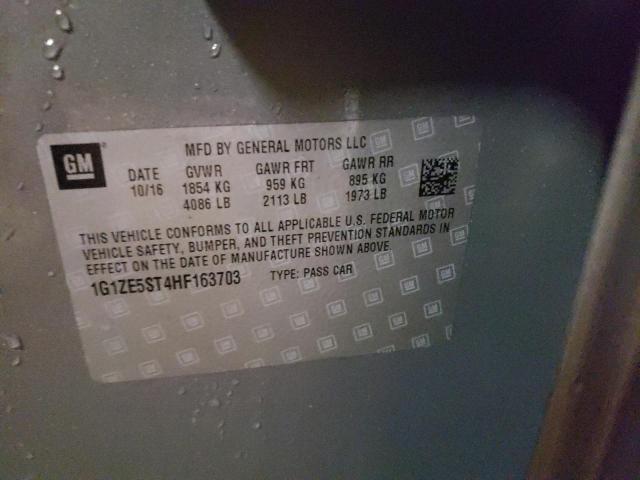 GM
MFD BY GENERAL MOTORS LLC
DATE GVWR GAWR FRT GAWR RR
10/16 1854 KG 959 KG 895 KG
4086 LB 2113 LB 1973 LB
THIS VEHICLE CONFORMS TO ALL APPLICABLE U.S. FEDERAL MOTOR
VEHICLE SAFETY, BUMPER, AND THEFT PREVENTION STANDARDS IN
EFFECT ON THE DATE OF MANUFACTURE SHOWN ABOVE.
1G1ZE5ST4HF163703 TYPE: PASS CAR